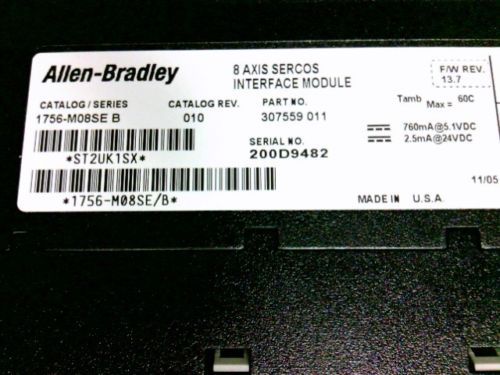 Allen-Bradley
8 AXIS SERCOS
INTERFACE MODULE
F/W REV.
13.7
CATALOG / SERIES
1756-M08SE B
CATALOG REV.
010
PART NO.
307559 011
Tamb Max = 60C
760mA@5.1VDC
2.5mA@24VDC
SERIAL NO.
200D9482
*ST2UK1SX*
*1756-M08SE/B*
11/05
MADE IN U.S.A.